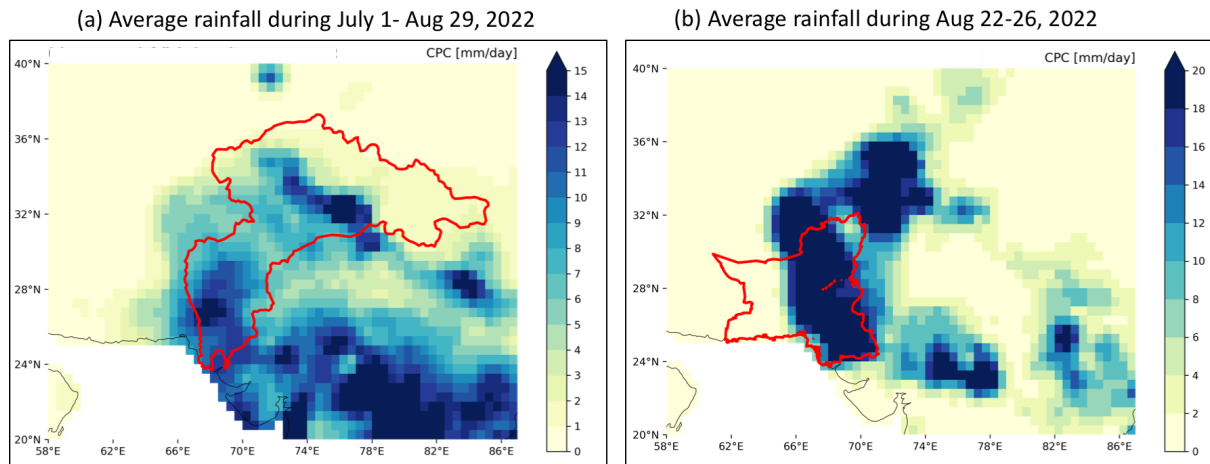 (a) Average rainfall during July 1- Aug 29, 2022
(b) Average rainfall during Aug 22-26, 2022
CPC [mm/day]
40°N
36°N
32°N
28°N
24°N
20°N
58°E 62°E 66°E 70°E 74°E 78°E 82°E 86°E
15
14
13
12
11
10
9
8
7
6
5
4
3
2
1
0
CPC [mm/day]
40°N
36°N
32°N
28°N
24°N
20°N
58°E 62°E 66°E 70°E 74°E 78°E 82°E 86°E
20
18
16
14
12
10
8
6
4
2
0